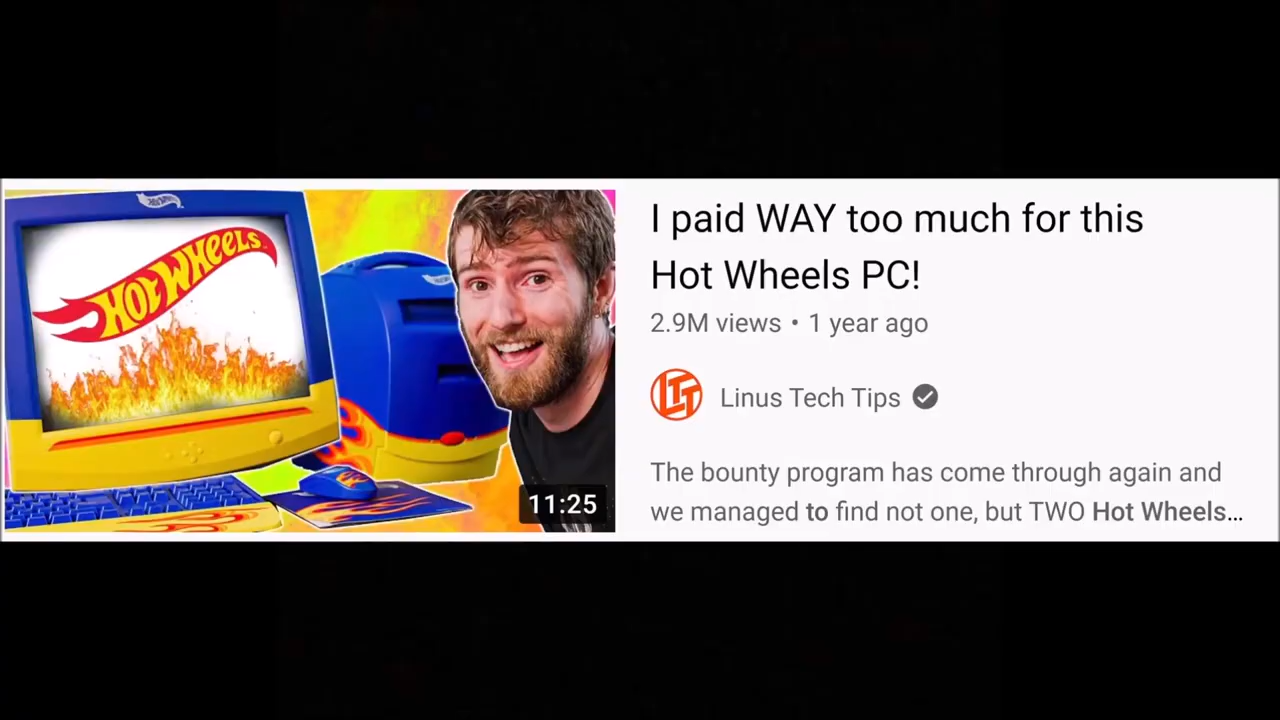 HOT WHEELS
11:25
I paid WAY too much for this
Hot Wheels PC!
2.9M views • 1 year ago
LTT
Linus Tech Tips
The bounty program has come through again and
we managed to find not one, but TWO Hot Wheels...